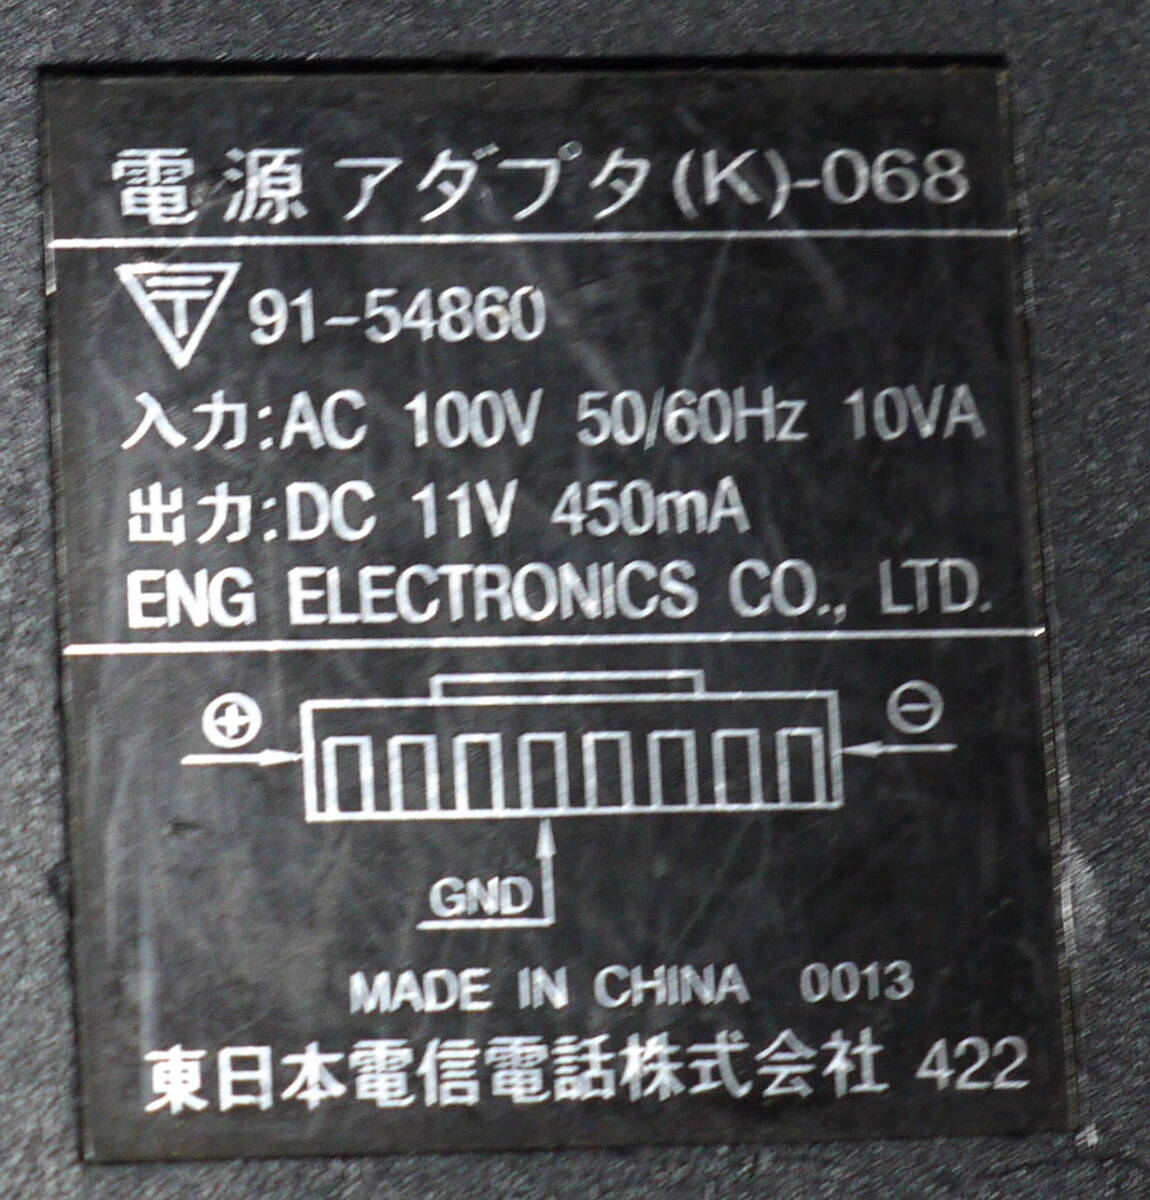 電源アダプタ(K)-068
91-54860
入力:AC 100V 50/60Hz 10VA
出力:DC 11V 450mA
ENG ELECTRONICS CO., LTD.
⊕ ⊖
GND
MADE IN CHINA 0013
東日本電信電話株式会社 422